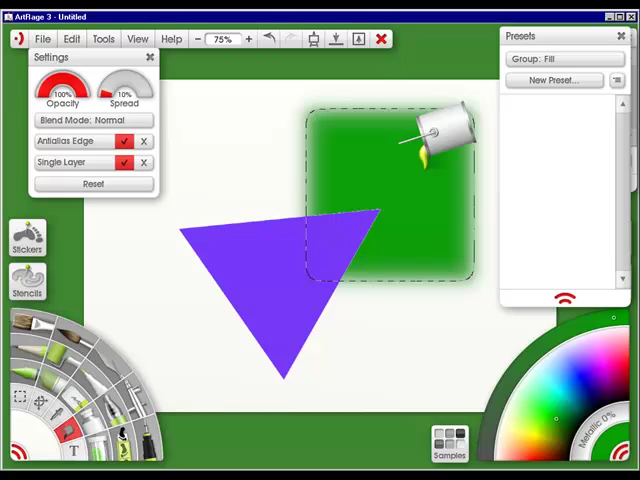 ArtRage 3 - Untitled
File Edit Tools View Help - 75% +
Settings
100% 10%
Opacity Spread
Blend Mode: Normal
Antialias Edge
Single Layer
Reset
Presets
Group: Fill
New Preset...
Stickers
Stencils
T
Samples
Metallic 0%